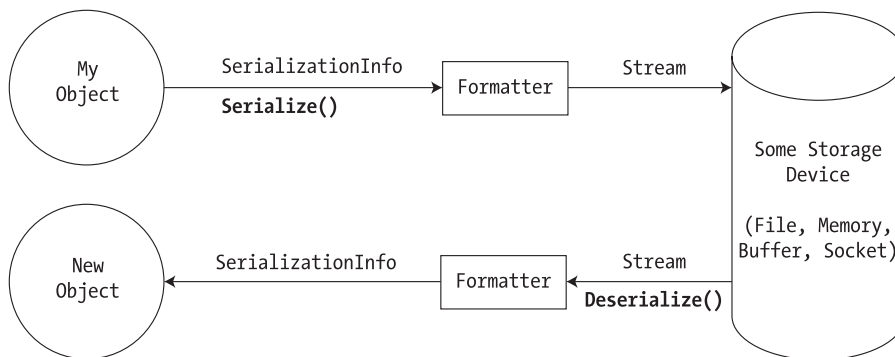 My
Object
SerializationInfo
Serialize()
Formatter
Stream
Some Storage
Device
(File, Memory,
Buffer, Socket)
New
Object
SerializationInfo
Formatter
Stream
Deserialize()